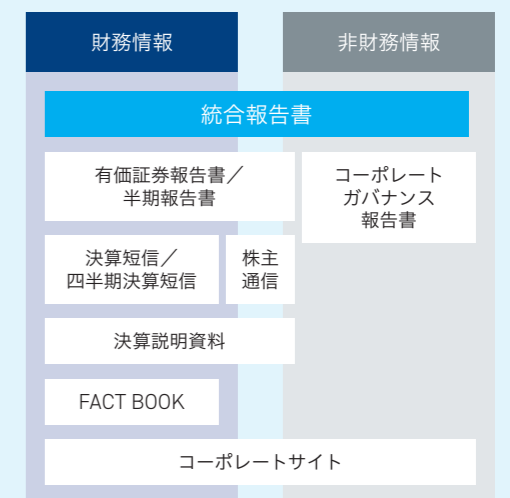 財務情報
非財務情報
統合報告書
有価証券報告書／
半期報告書
コーポレート
ガバナンス
報告書
決算短信／
四半期決算短信
株主
通信
決算説明資料
FACT BOOK
コーポレートサイト